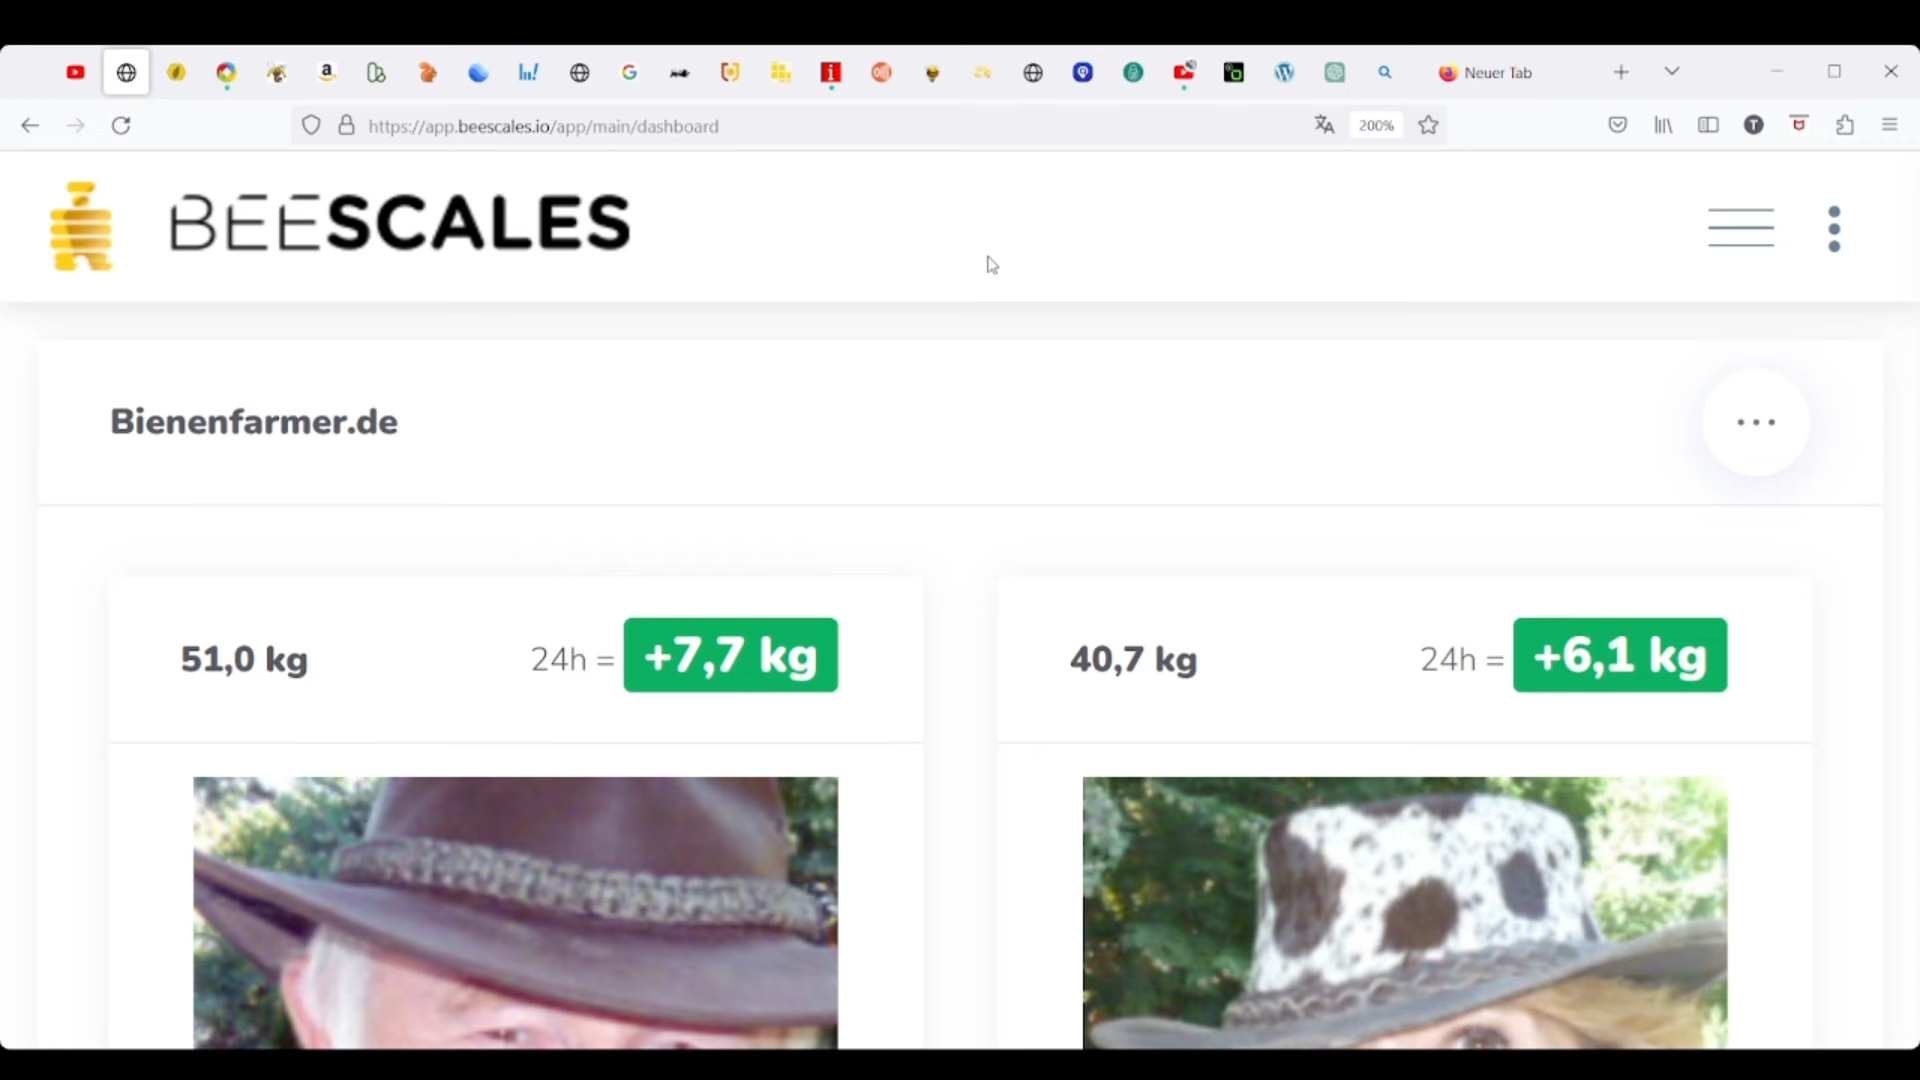 Neuer Tab
https://app.beescales.io/app/main/dashboard
200%
BEESCALES
Bienenfarmer.de
51,0 kg
24h = +7,7 kg
40,7 kg
24h = +6,1 kg